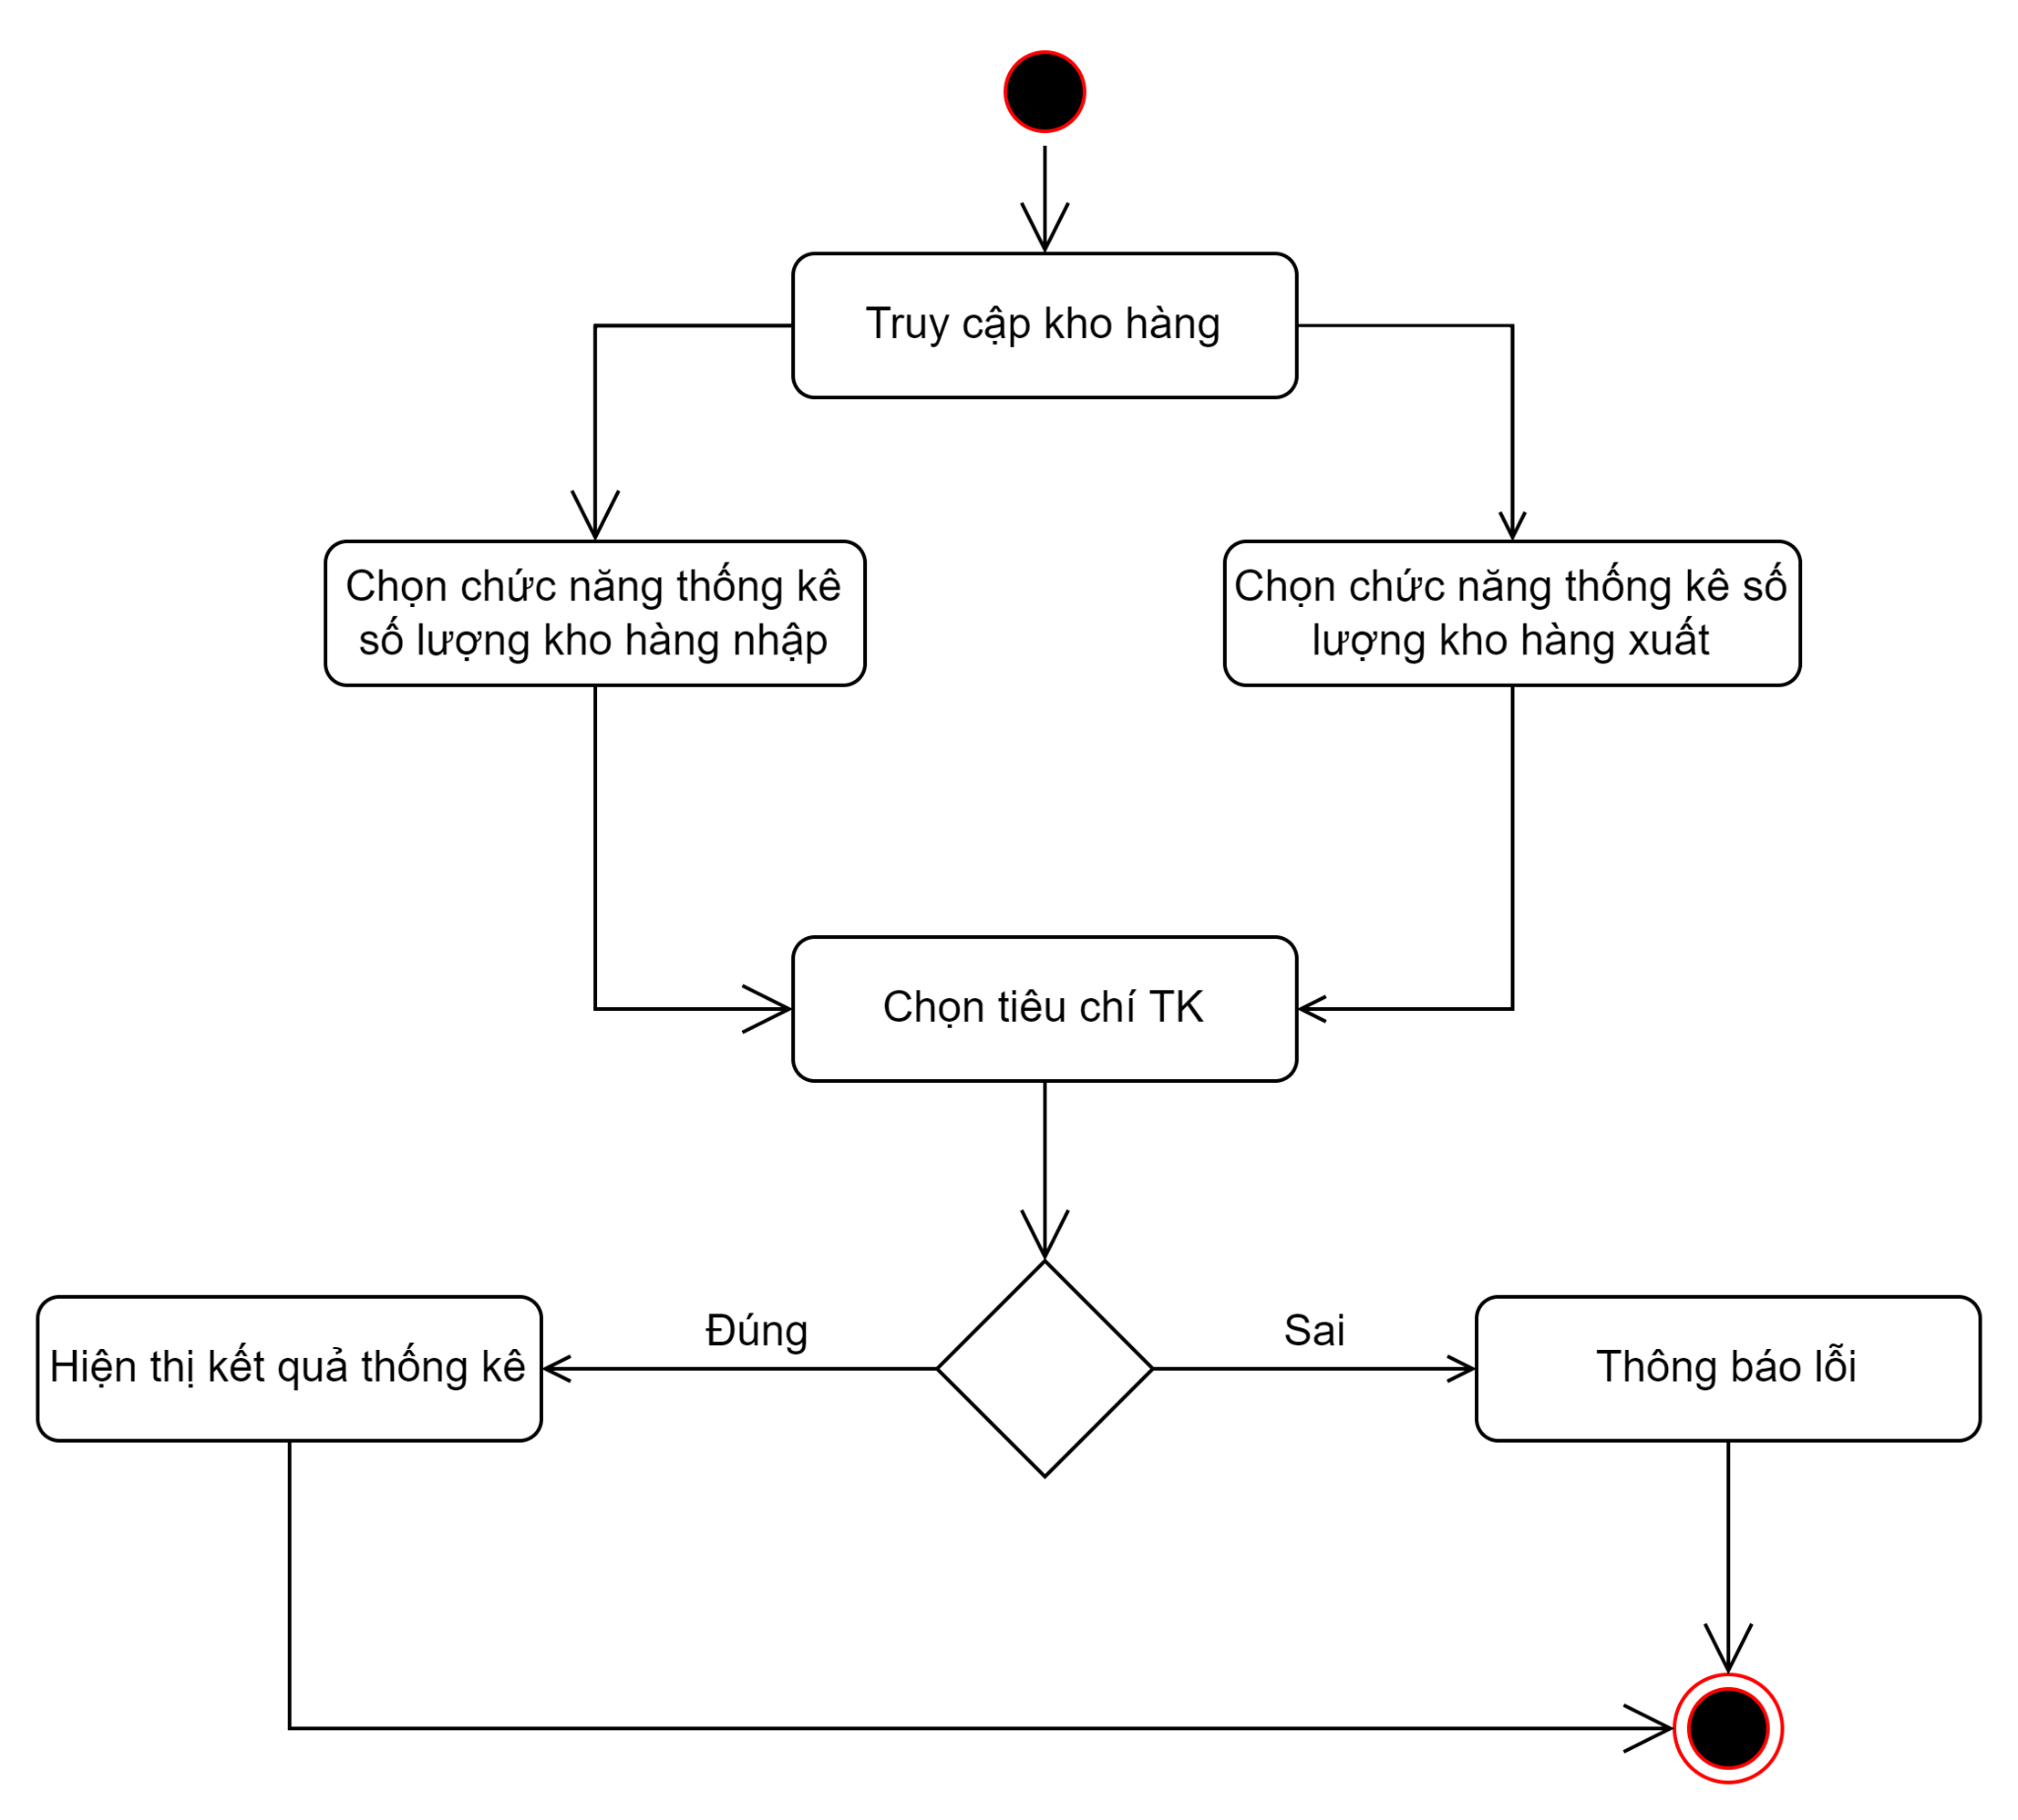 Truy cập kho hàng
Chọn chức năng thống kê
số lượng kho hàng nhập
Chọn chức năng thống kê số
lượng kho hàng xuất
Chọn tiêu chí TK
Đúng
Sai
Hiện thị kết quả thống kê
Thông báo lỗi